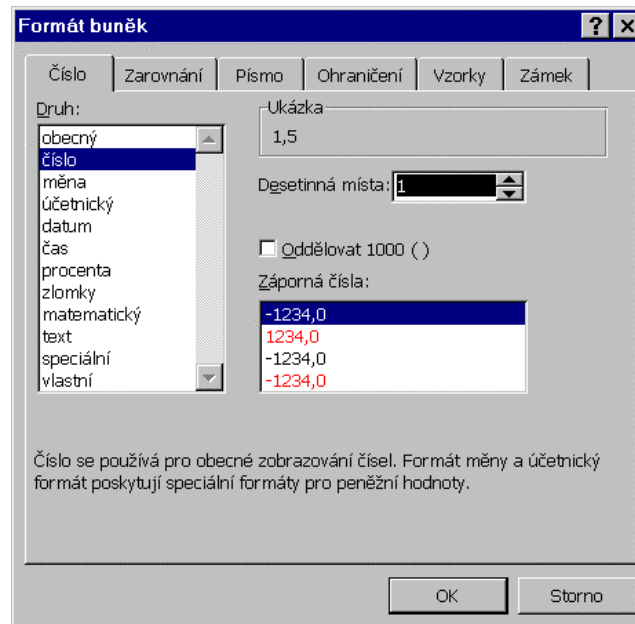 Formát buněk
Číslo Zarovnání Písmo Ohraničení Vzorky Zámek
Druh:
obecný
číslo
měna
účetnický
datum
čas
procenta
zlomky
matematický
text
speciální
vlastní
Ukázka
1,5
Desetinná místa: 1
Oddělovat 1000 ( )
Záporná čísla:
-1234,0
1234,0
-1234,0
-1234,0
Číslo se používá pro obecné zobrazování čísel. Formát měny a účetnický
formát poskytují speciální formáty pro peněžní hodnoty.
OK Storno